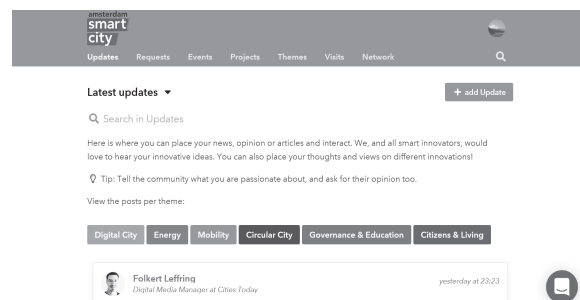 amsterdam
smart
city
Updates Requests Events Projects Themes Visits Network
Latest updates
+ add Update
Search in Updates
Here is where you can place your news, opinion or articles and interact. We, and all smart innovators, would
love to hear your innovative ideas. You can also place your thoughts and views on different innovations!
Tip: Tell the community what you are passionate about, and ask for their opinion too.
View the posts per theme:
Digital City Energy Mobility Circular City Governance & Education Citizens & Living
Folkert Leffring yesterday at 23:23
Digital Media Manager at Cities Today